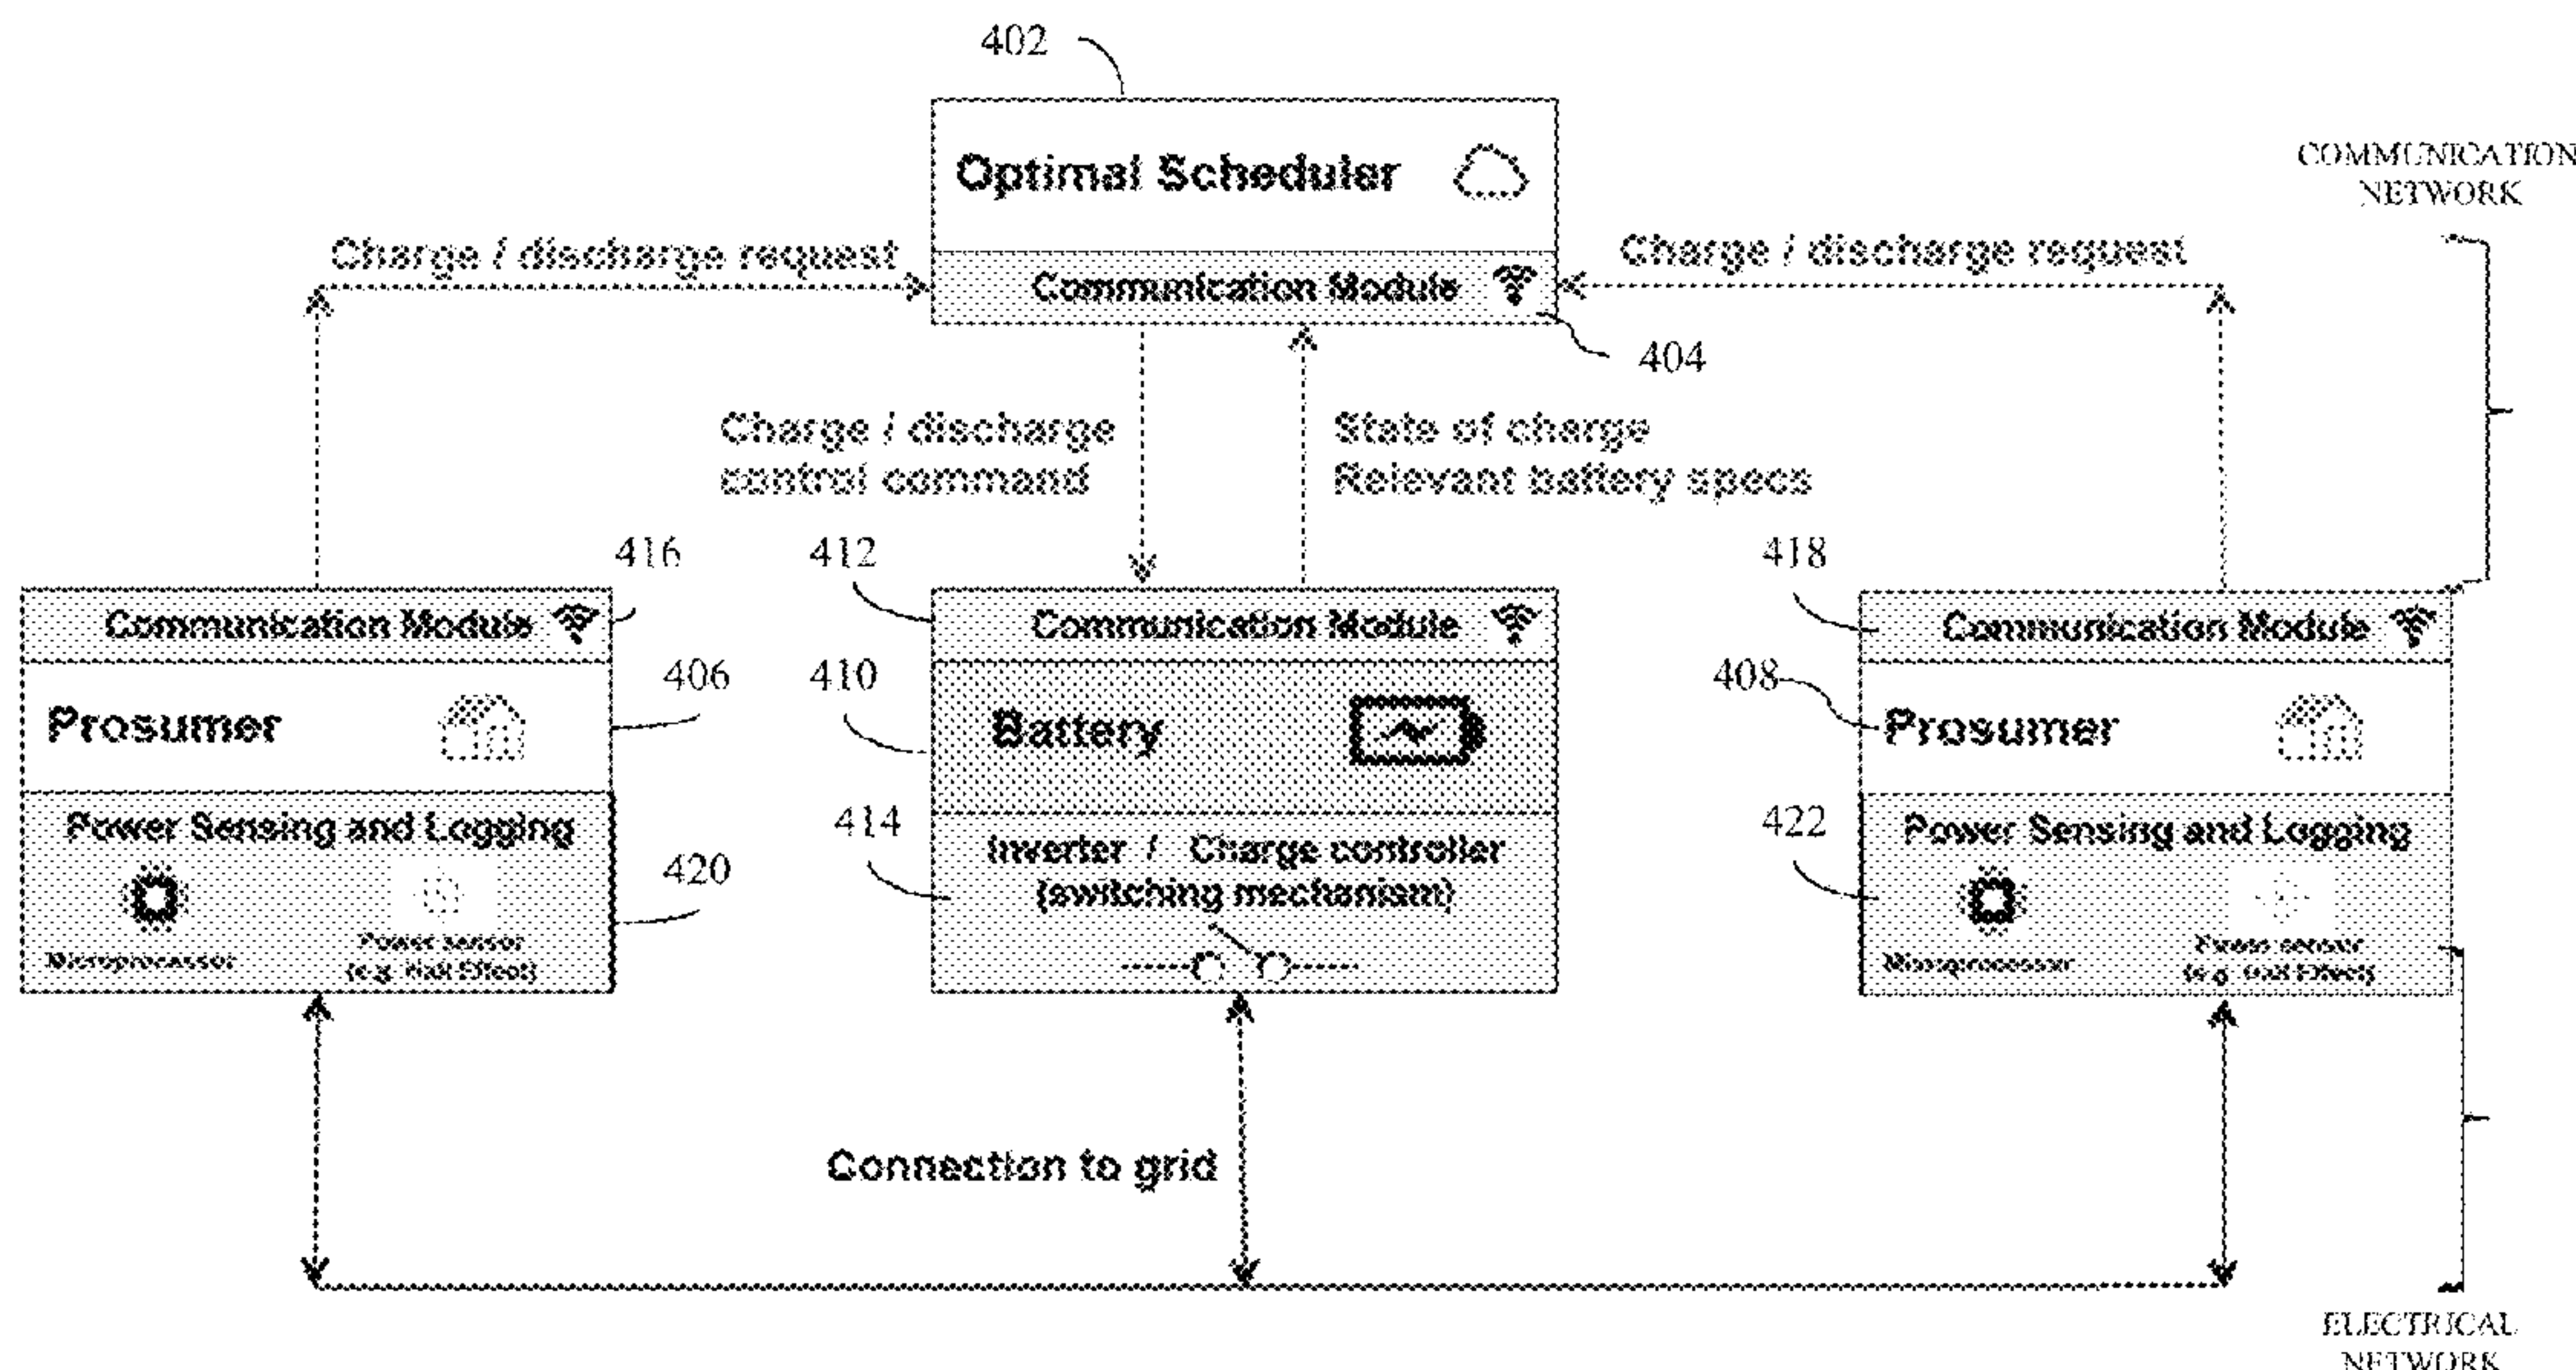 402
Optimal Scheduler
COMMUNICATION
NETWORK
Charge / discharge request
Communication Module
Charge / discharge request
404
Charge / discharge
control command
State of charge
Relevant battery specs
416
412
418
Communication Module
Communication Module
Communication Module
406
410
408
Prosumer
Battery
Prosumer
Power Sensing and Logging
414
Inverter / Charge controller
(switching mechanism)
422
Power Sensing and Logging
420
Microprocessor
Power sensor
(e.g. Hall Effect)
Microprocessor
Power sensor
(e.g. Hall Effect)
Connection to grid
ELECTRICAL
NETWORK